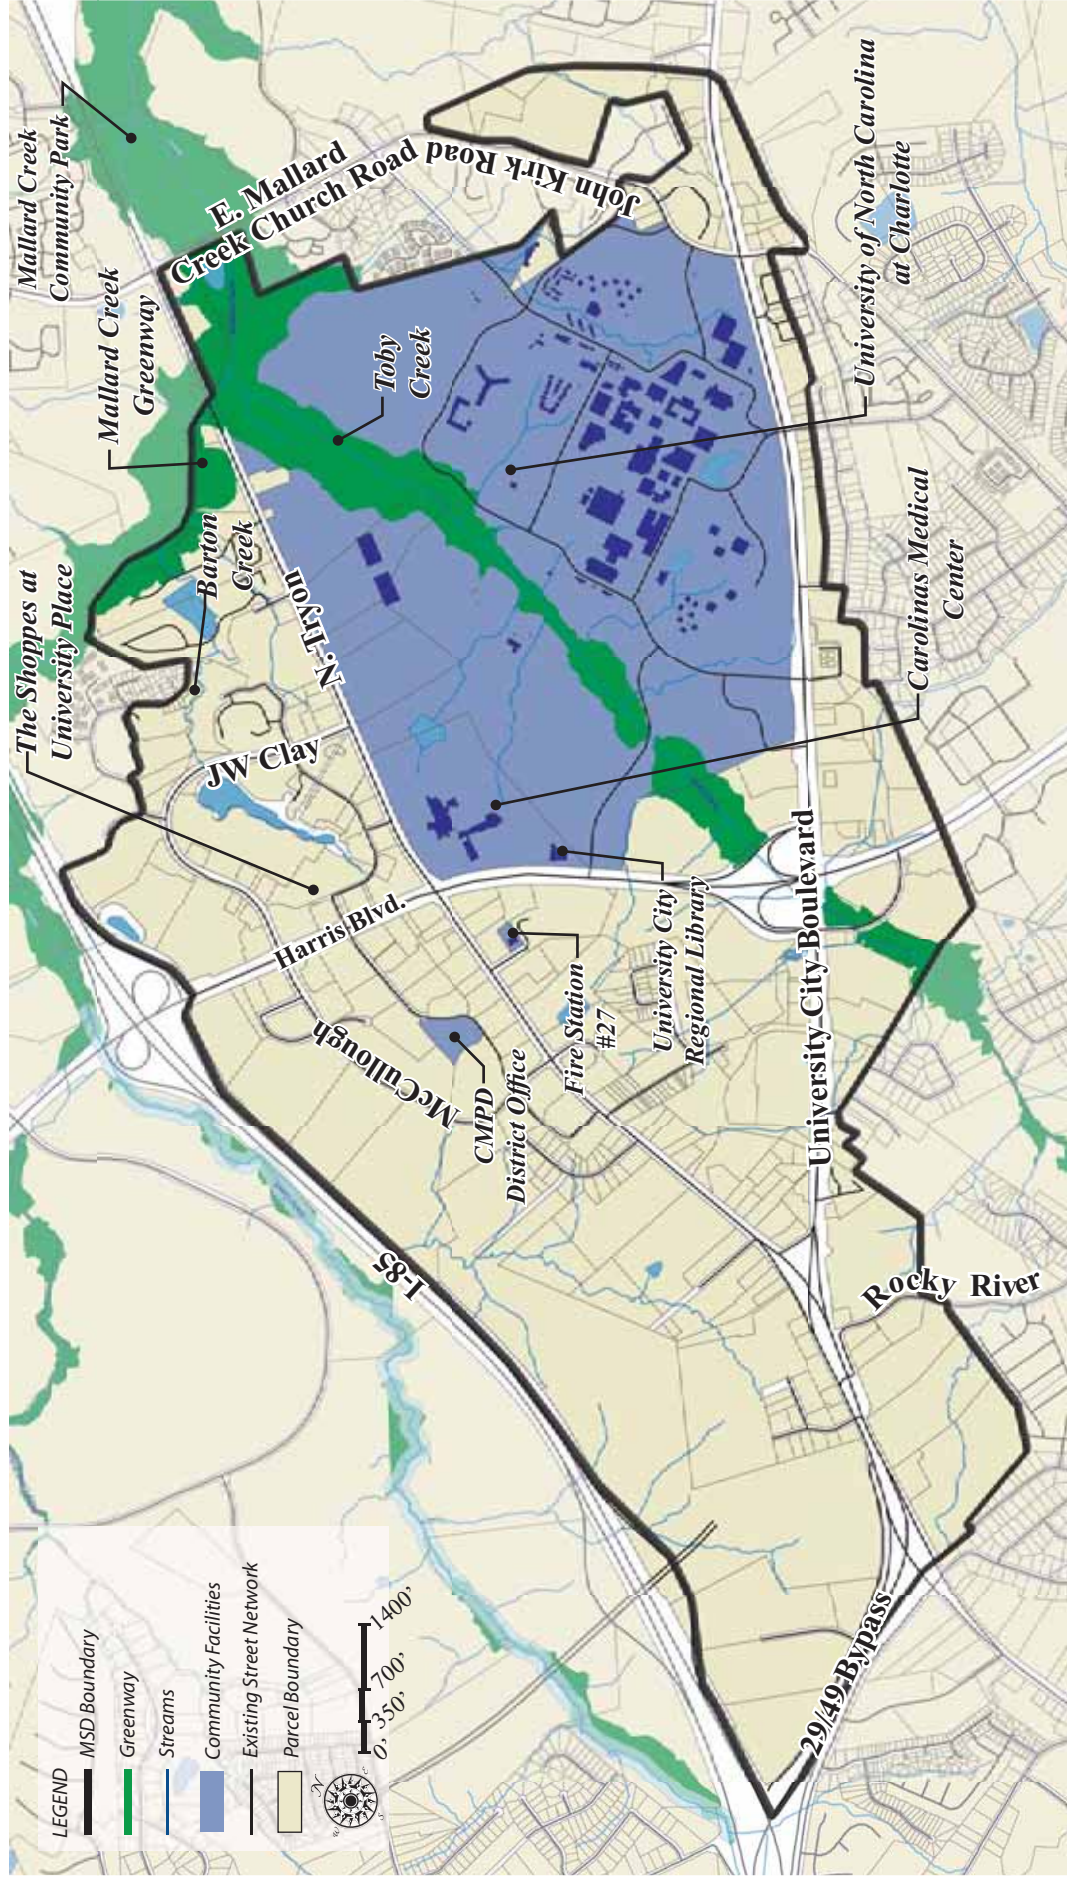 Mallard Creek
Community Park
E. Mallard
Creek Church Road
John Kirk Road
University of North Carolina
at Charlotte
Mallard Creek
Greenway
Toby
Creek
The Shoppes at
University Place
Barton
Creek
N. Tryon
JW Clay
Carolinas Medical
Center
Harris Blvd.
McCullough
CMPD
District Office
Fire Station
#27
University City
Regional Library
University City Boulevard
I-85
Rocky River
29/49 Bypass
LEGEND
MSD Boundary
Greenway
Streams
Community Facilities
Existing Street Network
Parcel Boundary
N
E
S
W
0' 350' 700' 1400'